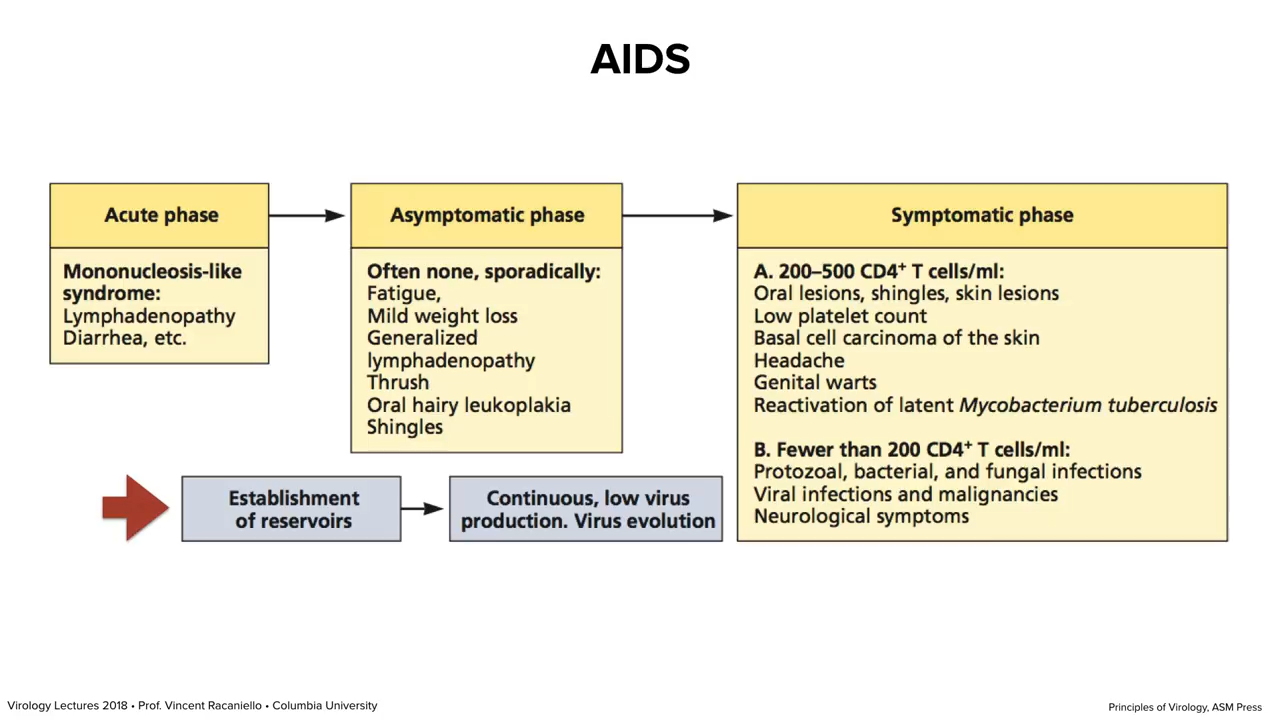 AIDS
Acute phase
Mononucleosis-like
syndrome:
Lymphadenopathy
Diarrhea, etc.
Asymptomatic phase
Often none, sporadically:
Fatigue,
Mild weight loss
Generalized
lymphadenopathy
Thrush
Oral hairy leukoplakia
Shingles
Symptomatic phase
A. 200–500 CD4⁺ T cells/ml:
Oral lesions, shingles, skin lesions
Low platelet count
Basal cell carcinoma of the skin
Headache
Genital warts
Reactivation of latent Mycobacterium tuberculosis
B. Fewer than 200 CD4⁺ T cells/ml:
Protozoal, bacterial, and fungal infections
Viral infections and malignancies
Neurological symptoms
Establishment
of reservoirs
Continuous, low virus
production. Virus evolution
Virology Lectures 2018 • Prof. Vincent Racaniello • Columbia University
Principles of Virology, ASM Press